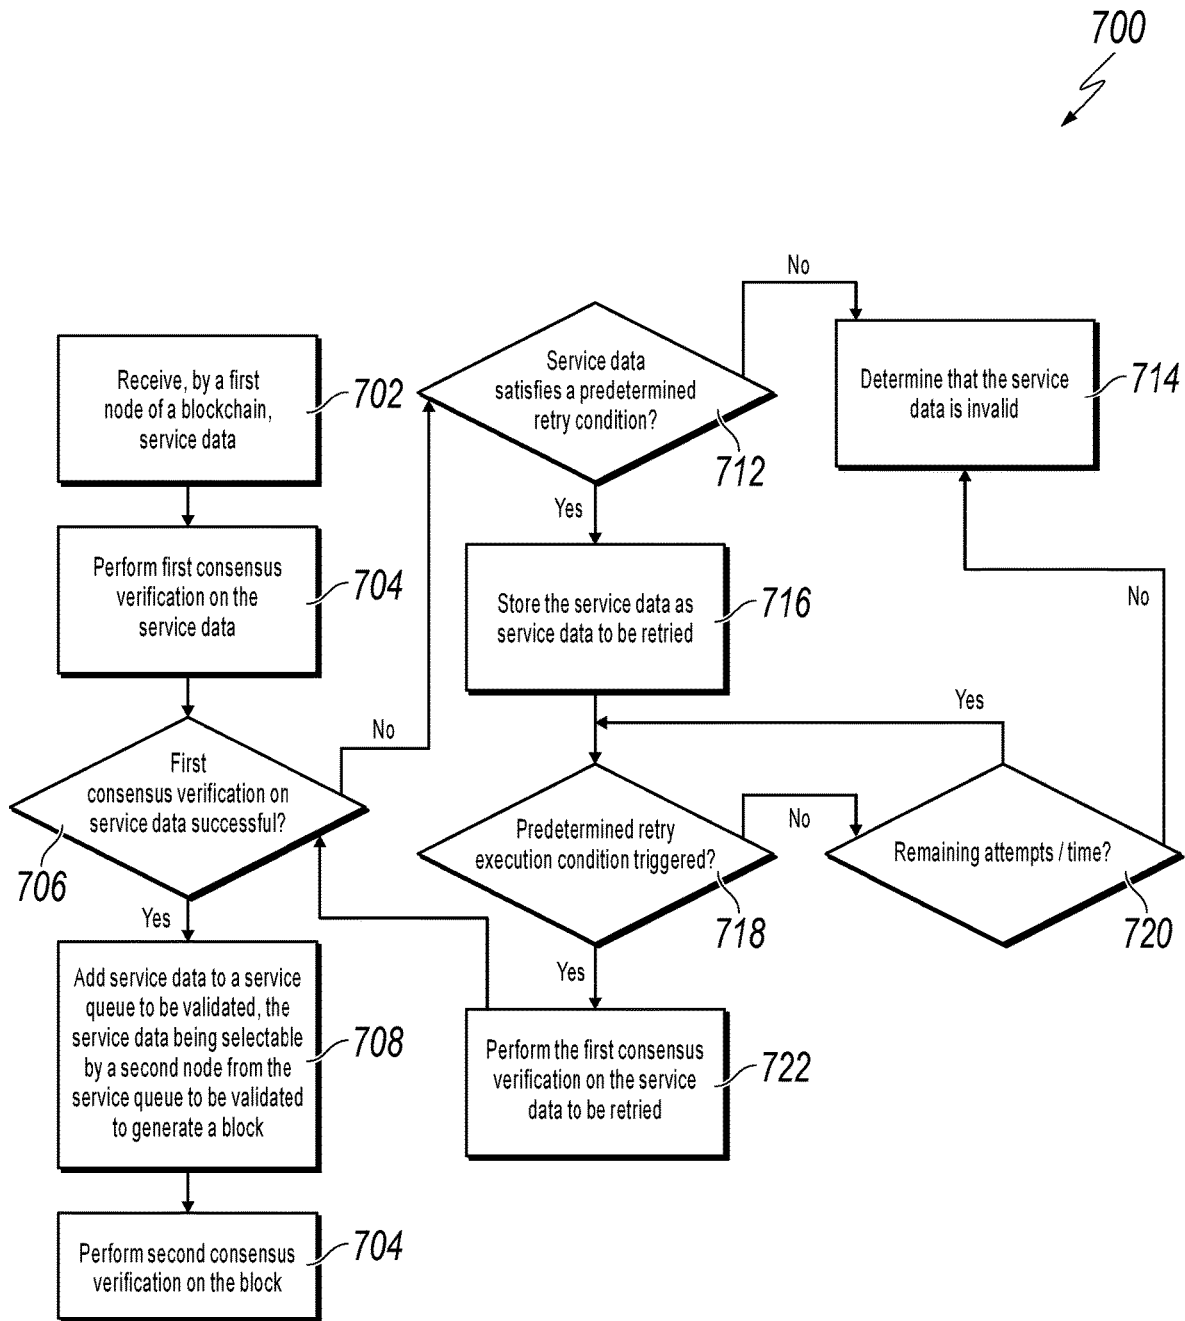 700
Receive, by a first
node of a blockchain,
service data
702
Perform first consensus
verification on the
service data
704
First
consensus verification on
service data successful?
706
No
Yes
Add service data to a service
queue to be validated, the
service data being selectable
by a second node from the
service queue to be validated
to generate a block
708
Perform second consensus
verification on the block
704
Service data
satisfies a predetermined
retry condition?
712
No
Yes
Determine that the service
data is invalid
714
Store the service data as
service data to be retried
716
Predetermined retry
execution condition triggered?
718
No
Yes
Remaining attempts / time?
720
Yes
No
Perform the first consensus
verification on the service
data to be retried
722